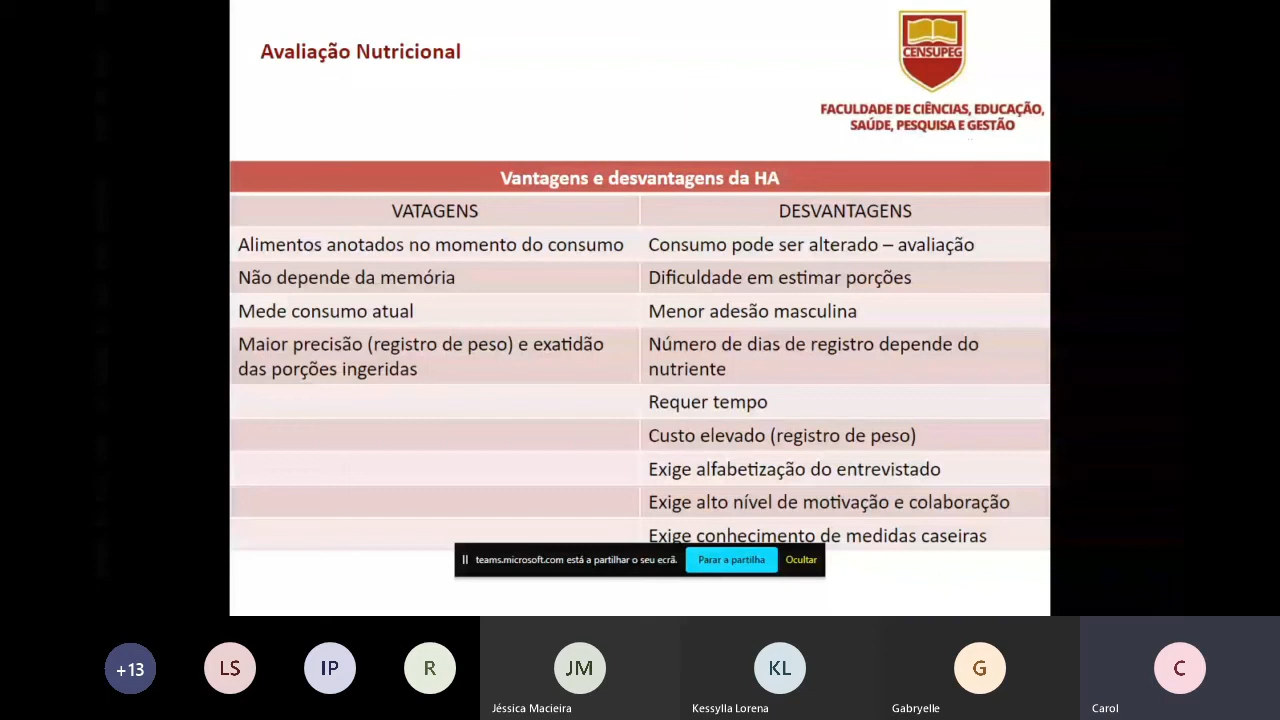 Avaliação Nutricional
CENSUPEG
FACULDADE DE CIÊNCIAS, EDUCAÇÃO,
SAÚDE, PESQUISA E GESTÃO
Vantagens e desvantagens da HA
VATAGENS
DESVANTAGENS
Alimentos anotados no momento do consumo
Consumo pode ser alterado – avaliação
Não depende da memória
Dificuldade em estimar porções
Mede consumo atual
Menor adesão masculina
Maior precisão (registro de peso) e exatidão
das porções ingeridas
Número de dias de registro depende do
nutriente
Requer tempo
Custo elevado (registro de peso)
Exige alfabetização do entrevistado
Exige alto nível de motivação e colaboração
Exige conhecimento de medidas caseiras
teams.microsoft.com está a partilhar o seu ecrã.
Parar a partilha
Ocultar
+13
LS
IP
R
JM
KL
G
C
Jéssica Macieira
Kessylla Lorena
Gabryelle
Carol